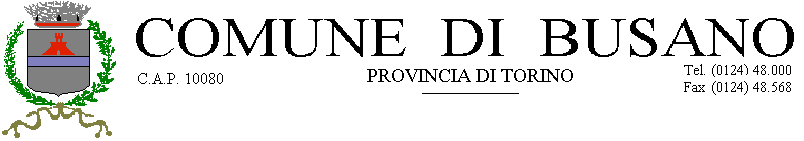 COMUNE DI BUSANO
C.A.P. 10080
PROVINCIA DI TORINO
Tel. (0124) 48.000
Fax (0124) 48.568